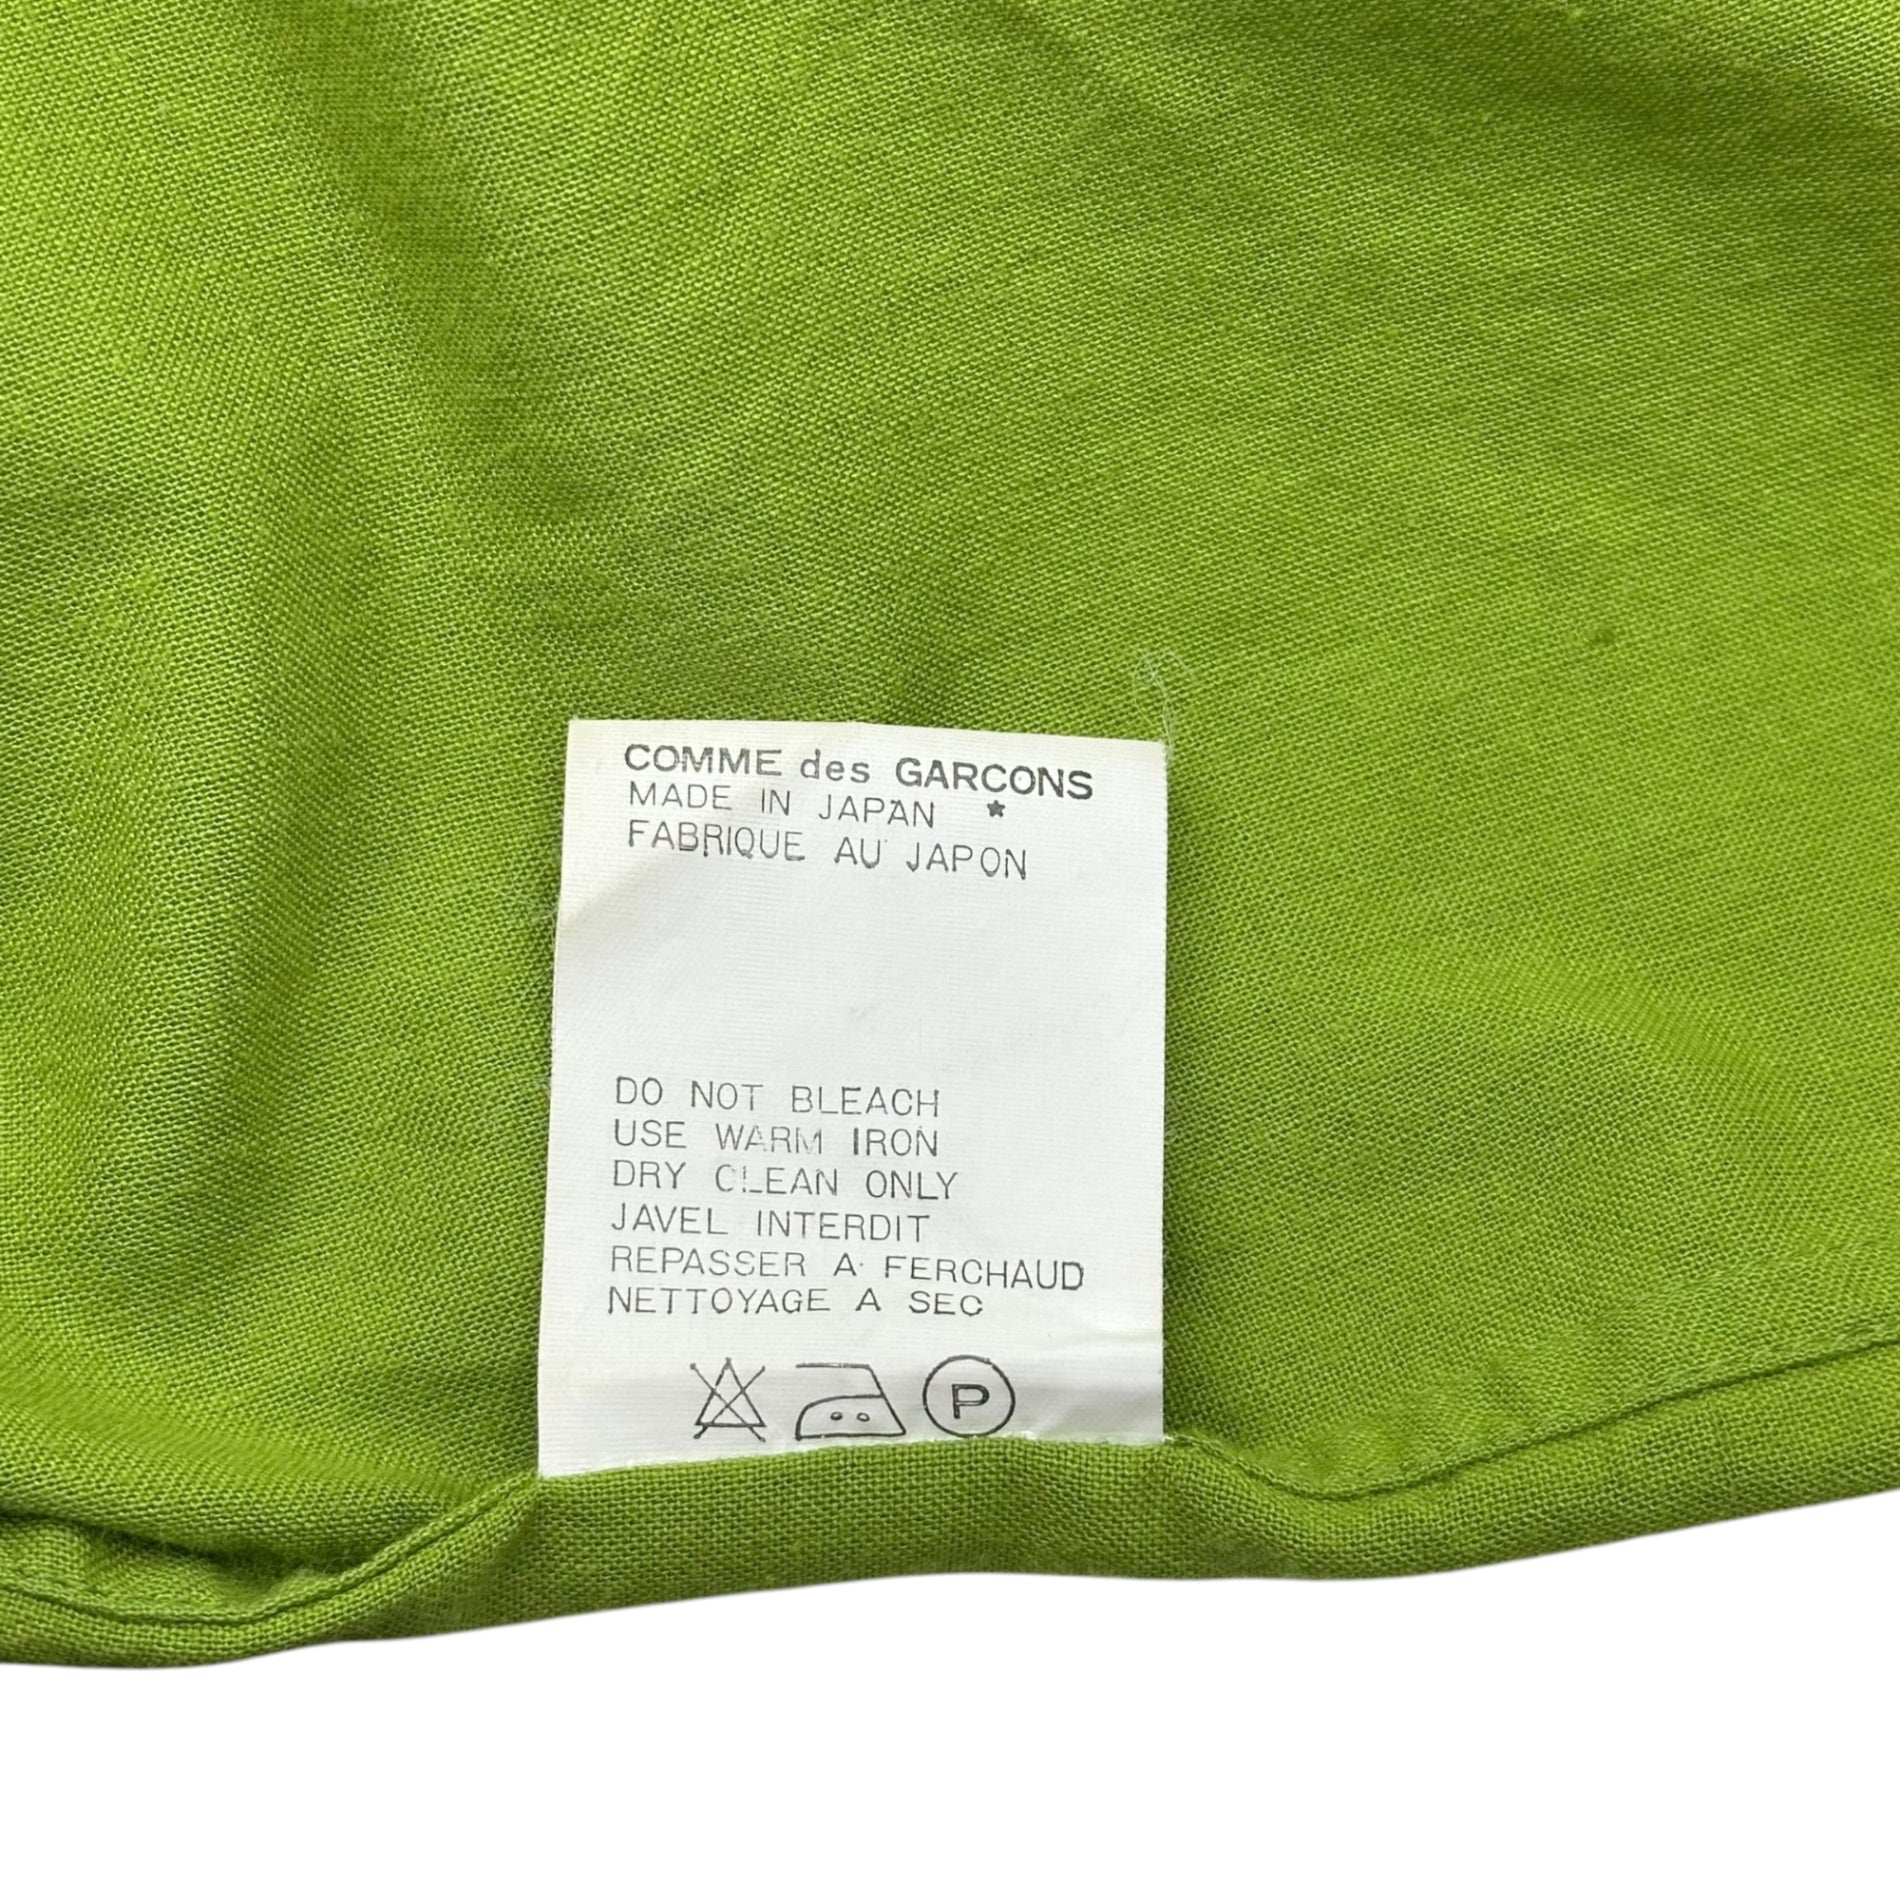 COMME des GARCONS
MADE IN JAPAN *
FABRIQUE AU JAPON
DO NOT BLEACH
USE WARM IRON
DRY CLEAN ONLY
JAVEL INTERDIT
REPASSER A FERCHAUD
NETTOYAGE A SEC
P